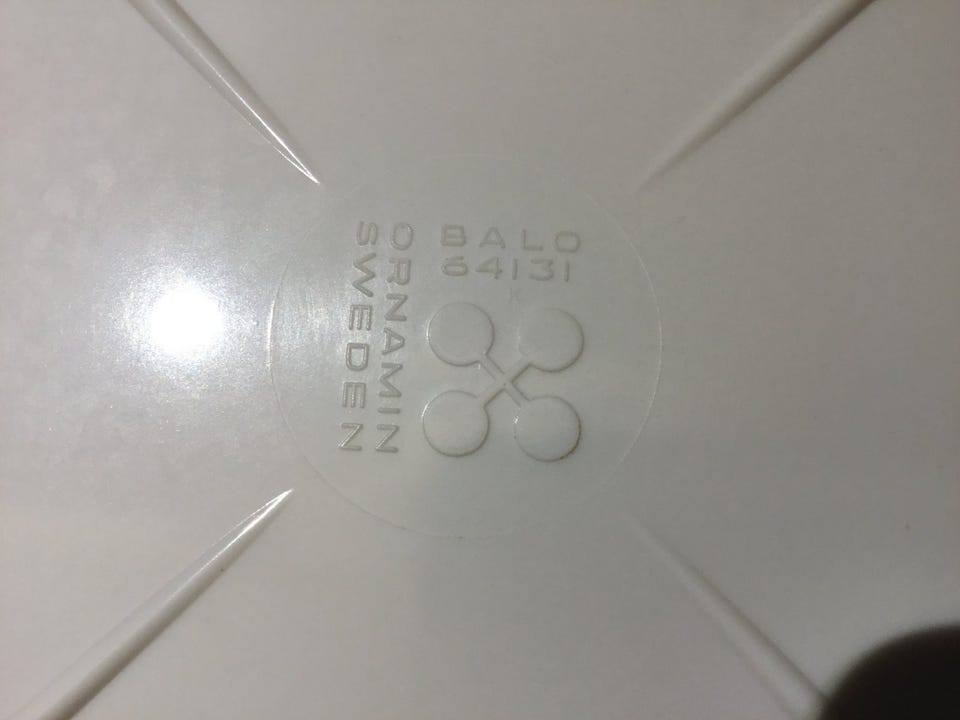 BALO
64131
ORNAMIN
SWEDEN